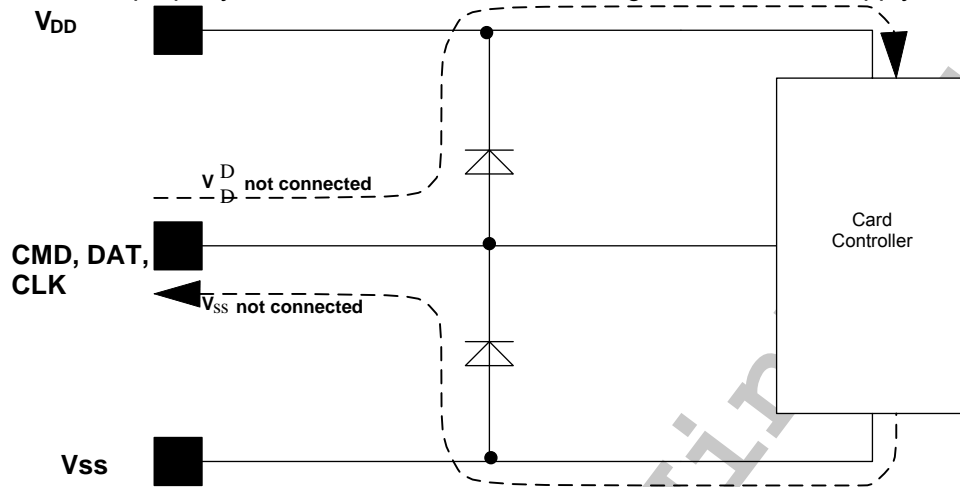 VDD
VDD not connected
CMD, DAT,
CLK
Card
Controller
VSS not connected
Vss